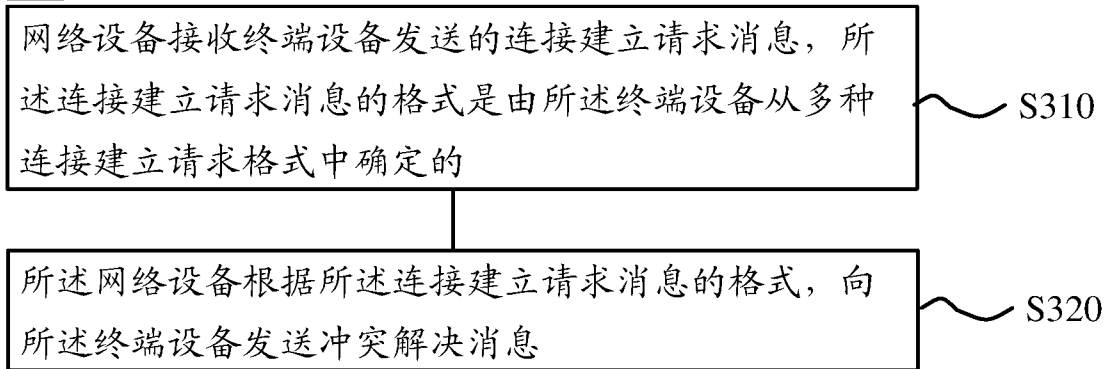 网络设备接收终端设备发送的连接建立请求消息，所
述连接建立请求消息的格式是由所述终端设备从多种
连接建立请求格式中确定的
S310
所述网络设备根据所述连接建立请求消息的格式，向
所述终端设备发送冲突解决消息
S320